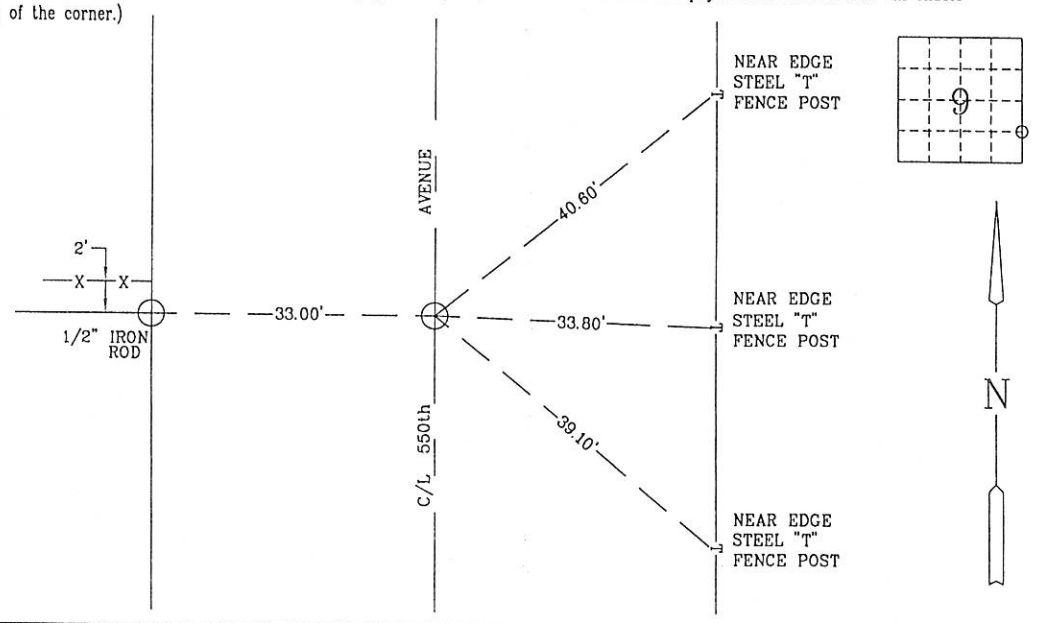 of the corner.)
NEAR EDGE
STEEL "T"
FENCE POST
9
AVENUE
40.60'
2'
X X
33.00'
33.80'
1/2" IRON
ROD
NEAR EDGE
STEEL "T"
FENCE POST
N
39.10'
C/L 550th
NEAR EDGE
STEEL "T"
FENCE POST